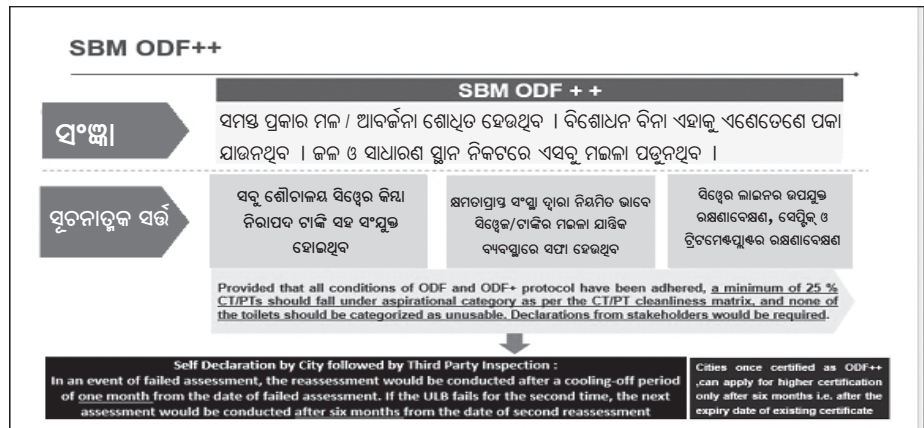 SBM ODF++
SBM ODF + +
ସଂଜ୍ଞା
ସମସ୍ତ ପ୍ରକାର ମଳ / ଆବର୍ଜନା ଶୋଧିତ ହେଉଥିବ । ବିଶୋଧନ ବିନା ଏହାକୁ ଏଣେତେଣେ ପକା
ଯାଉନଥିବ । ଜଳ ଓ ସାଧାରଣ ସ୍ଥାନ ନିକଟରେ ଏସବୁ ମଇଳା ପଡୁନଥିବ ।
ସୂଚନାତ୍ମକ ସର୍ତ୍ତ
ସବୁ ଶୌଚାଳୟ ସିୱେର କିମ୍ବା
ନିରାପଦ ଟାଙ୍କି ସହ ସଂଯୁକ୍ତ
ହୋଇଥିବ
କ୍ଷମତାପ୍ରାପ୍ତ ସଂସ୍ଥା ଦ୍ୱାରା ନିୟମିତ ଭାବେ
ସିୱେଜ/ଟାଙ୍କିର ମଇଳା ଯାନ୍ତ୍ରିକ
ବ୍ୟବସ୍ଥାରେ ସଫା ହେଉଥିବ
ସିୱେର ଲାଇନର ଉପଯୁକ୍ତ
ରକ୍ଷଣାବେକ୍ଷଣ, ସେପ୍ଟିକ୍ ଓ
ଟ୍ରିଟମେଣ୍ଟପ୍ଲାଣ୍ଟର ରକ୍ଷଣାବେକ୍ଷଣ
Provided that all conditions of ODF and ODF+ protocol have been adhered, a minimum of 25 %
CT/PTs should fall under aspirational category as per the CT/PT cleanliness matrix, and none of
the toilets should be categorized as unusable. Declarations from stakeholders would be required.
Self Declaration by City followed by Third Party Inspection :
In an event of failed assessment, the reassessment would be conducted after a cooling-off period
of one month from the date of failed assessment. If the ULB fails for the second time, the next
assessment would be conducted after six months from the date of second reassessment
Cities once certified as ODF++
,can apply for higher certification
only after six months i.e. after the
expiry date of existing certificate